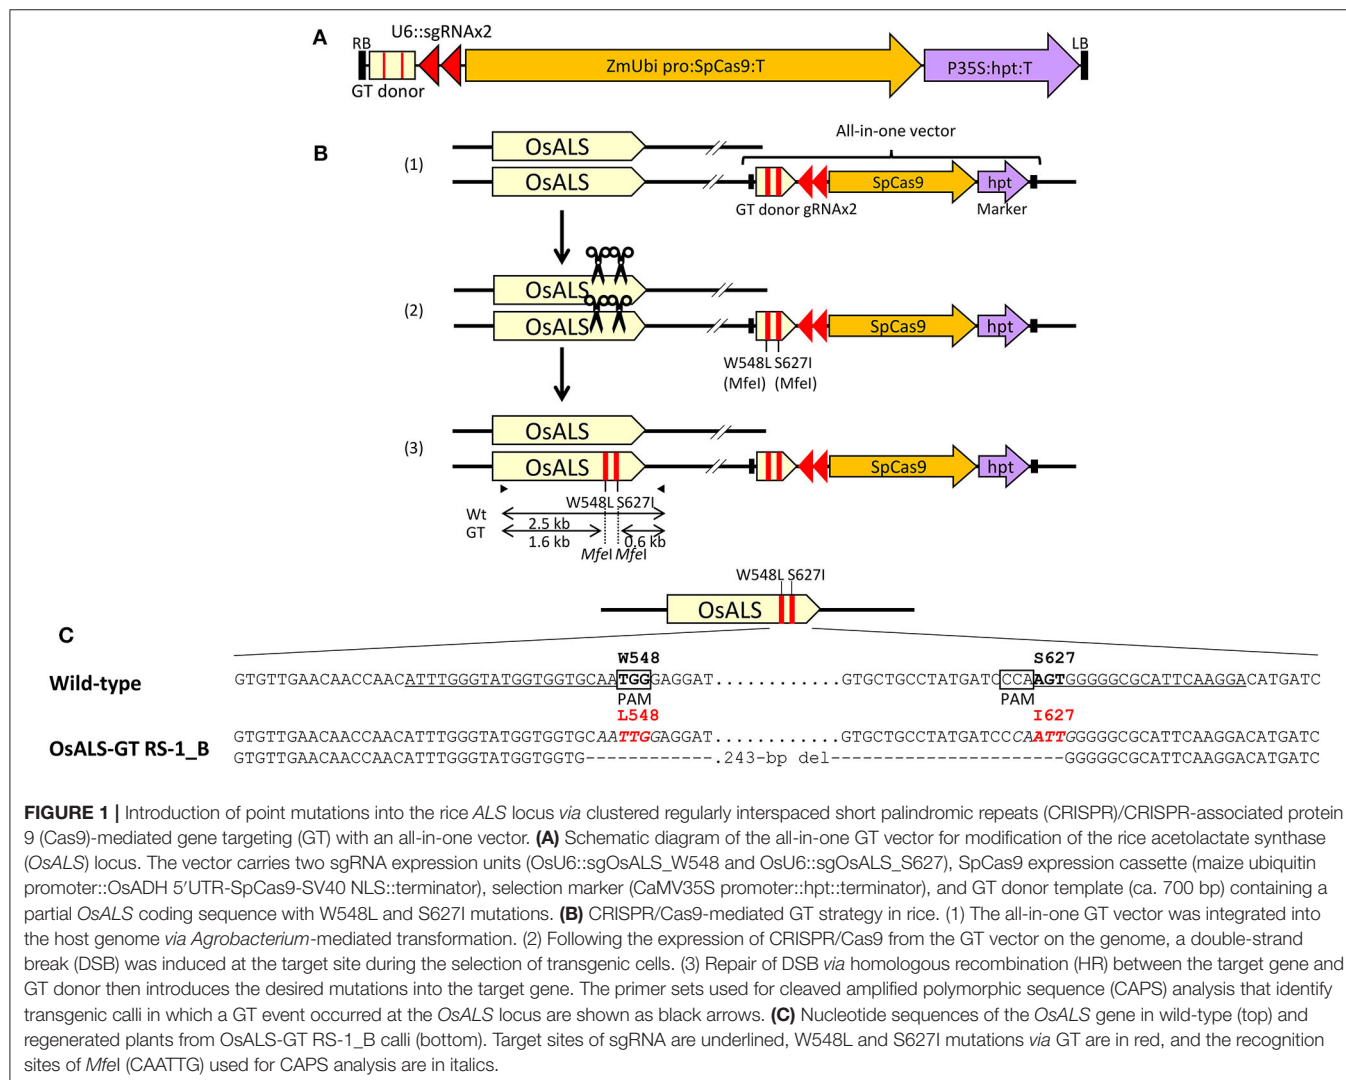 A
U6::sgRNAx2
RB
LB
ZmUbi pro:SpCas9:T
P35S:hpt:T
GT donor
B
(1)
OsALS
All-in-one vector
OsALS
SpCas9
hpt
GT donor gRNAx2
Marker
(2)
OsALS
OsALS
SpCas9
hpt
W548L S627I
(MfeI) (MfeI)
(3)
OsALS
OsALS
SpCas9
hpt
W548L S627I
Wt
2.5 kb
GT
1.6 kb
0.6 kb
MfeI MfeI
W548L S627I
OsALS
C
W548 S627
Wild-type
GTGTTGAACAACCAACATTTGGGTATGGTGGTGCAATGGGAGGAT............GTGCTGCCTATGATCCCAAGTGGGGGCGCATTCAAGGACATGATC
PAM PAM
L548 I627
OsALS-GT RS-1_B
GTGTTGAACAACCAACATTTGGGTATGGTGGTGCAATTGGAGGAT............GTGCTGCCTATGATCCCAATTGGGGGCGCATTCAAGGACATGATC
GTGTTGAACAACCAACATTTGGGTATGGTGGTG------------.243-bp del---------------------GGGGGCGCATTCAAGGACATGATC
FIGURE 1 | Introduction of point mutations into the rice ALS locus via clustered regularly interspaced short palindromic repeats (CRISPR)/CRISPR-associated protein
9 (Cas9)-mediated gene targeting (GT) with an all-in-one vector. (A) Schematic diagram of the all-in-one GT vector for modification of the rice acetolactate synthase
(OsALS) locus. The vector carries two sgRNA expression units (OsU6::sgOsALS_W548 and OsU6::sgOsALS_S627), SpCas9 expression cassette (maize ubiquitin
promoter::OsADH 5′UTR-SpCas9-SV40 NLS::terminator), selection marker (CaMV35S promoter::hpt::terminator), and GT donor template (ca. 700 bp) containing a
partial OsALS coding sequence with W548L and S627I mutations. (B) CRISPR/Cas9-mediated GT strategy in rice. (1) The all-in-one GT vector was integrated into
the host genome via Agrobacterium-mediated transformation. (2) Following the expression of CRISPR/Cas9 from the GT vector on the genome, a double-strand
break (DSB) was induced at the target site during the selection of transgenic cells. (3) Repair of DSB via homologous recombination (HR) between the target gene and
GT donor then introduces the desired mutations into the target gene. The primer sets used for cleaved amplified polymorphic sequence (CAPS) analysis that identify
transgenic calli in which a GT event occurred at the OsALS locus are shown as black arrows. (C) Nucleotide sequences of the OsALS gene in wild-type (top) and
regenerated plants from OsALS-GT RS-1_B calli (bottom). Target sites of sgRNA are underlined, W548L and S627I mutations via GT are in red, and the recognition
sites of MfeI (CAATTG) used for CAPS analysis are in italics.